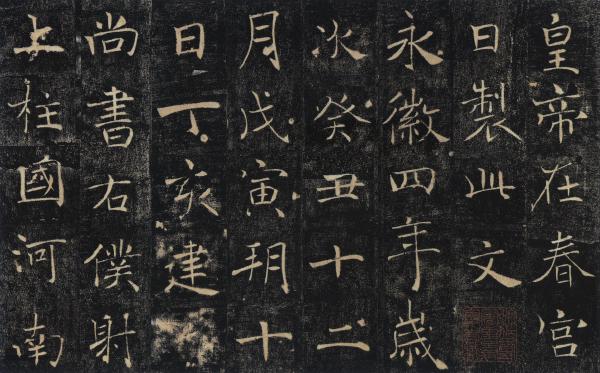 皇帝在春宮
日製此文
永徽四年歲
次癸丑十二
月戊寅玥十
日丁亥建
尚書右僕射
上柱國河南